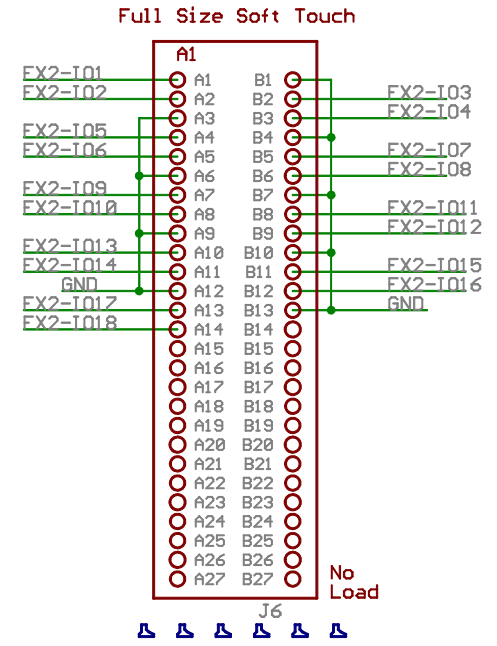 Full Size Soft Touch
A1
FX2-IO1 A1 B1
FX2-IO2 A2 B2 FX2-IO3
A3 B3 FX2-IO4
FX2-IO5 A4 B4
FX2-IO6 A5 B5 FX2-IO7
A6 B6 FX2-IO8
FX2-IO9 A7 B7
FX2-IO10 A8 B8 FX2-IO11
A9 B9 FX2-IO12
FX2-IO13 A10 B10
FX2-IO14 A11 B11 FX2-IO15
GND A12 B12 FX2-IO16
FX2-IO17 A13 B13 GND
FX2-IO18 A14 B14
A15 B15
A16 B16
A17 B17
A18 B18
A19 B19
A20 B20
A21 B21
A22 B22
A23 B23
A24 B24
A25 B25
A26 B26
A27 B27
No
Load
J6